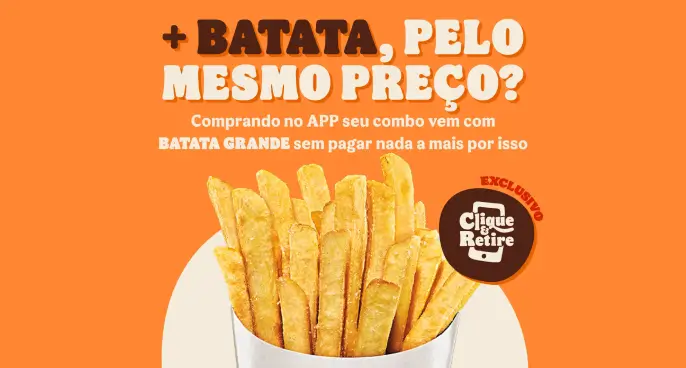 + BATATA, PELO
MESMO PREÇO?
Comprando no APP seu combo vem com
BATATA GRANDE sem pagar nada a mais por isso
EXCLUSIVO
Clique
&
Retire